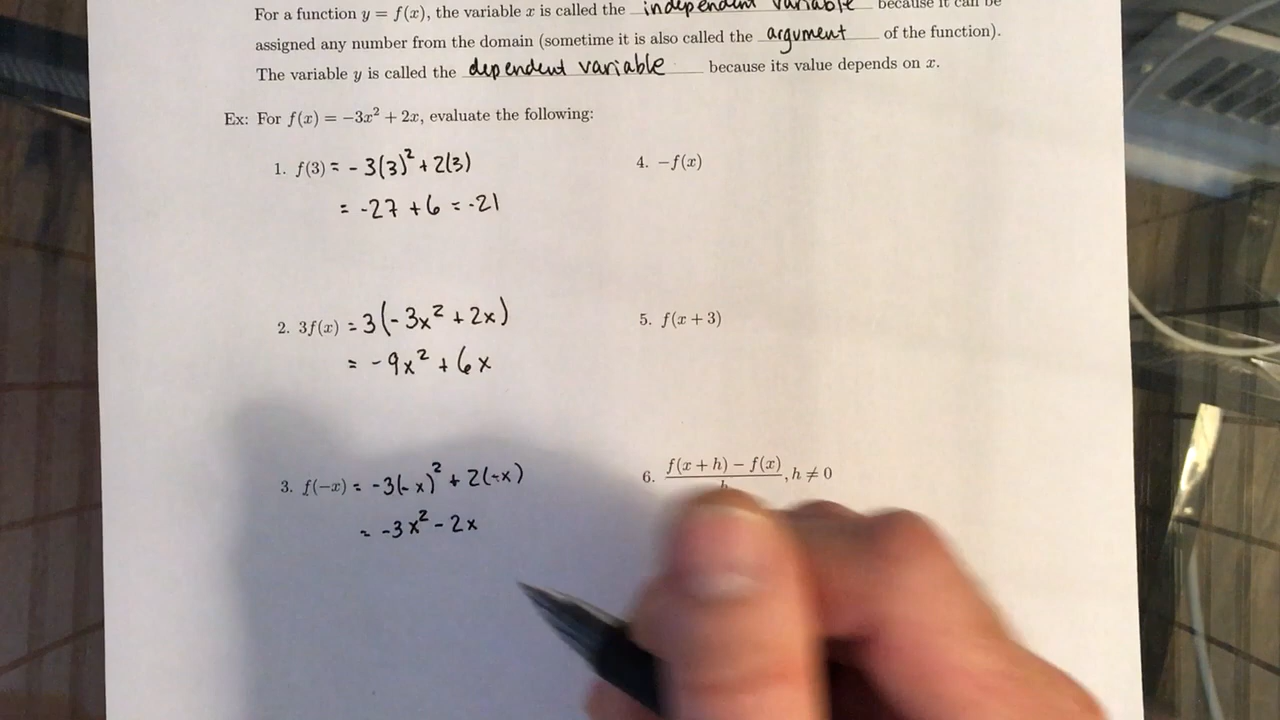 For a function y = f(x), the variable x is called the independent variable because it can be
assigned any number from the domain (sometime it is also called the argument of the function).
The variable y is called the dependent variable because its value depends on x.
Ex: For f(x) = −3x² + 2x, evaluate the following:
1. f(3) = -3(3)² + 2(3)
= -27 + 6 = -21
2. 3f(x) = 3(-3x² + 2x)
= -9x² + 6x
3. f(−x) = -3(-x)² + 2(-x)
= -3x² - 2x
4. −f(x)
5. f(x + 3)
6. f(x + h) − f(x) / h, h ≠ 0